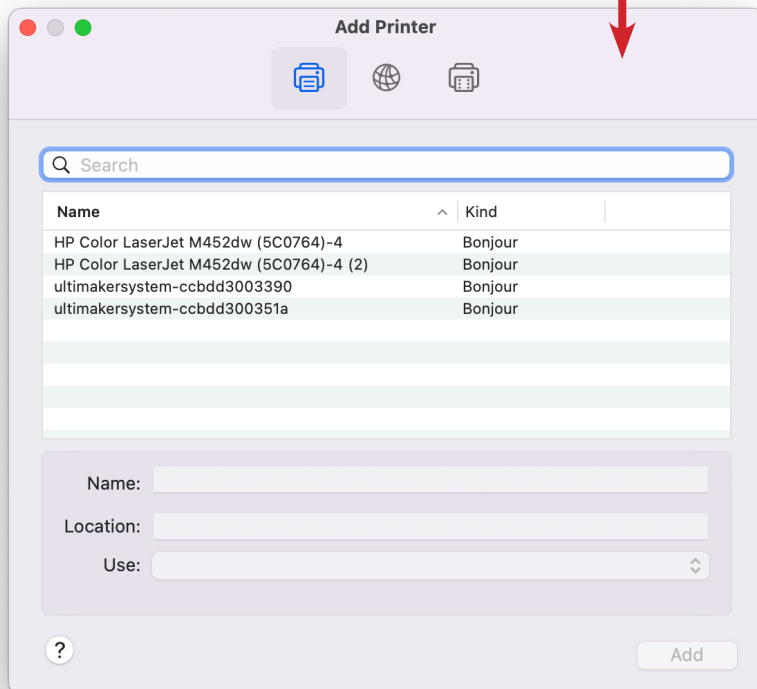 Add Printer
Search
Name Kind
HP Color LaserJet M452dw (5C0764)-4 Bonjour
HP Color LaserJet M452dw (5C0764)-4 (2) Bonjour
ultimakersystem-ccbdd3003390 Bonjour
ultimakersystem-ccbdd300351a Bonjour
Name:
Location:
Use:
?
Add